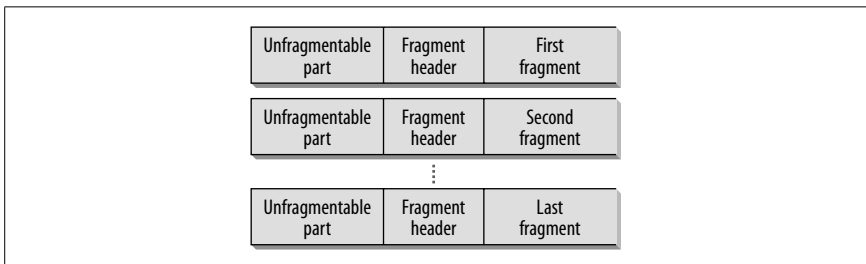 Unfragmentable part
Fragment header
First fragment
Unfragmentable part
Fragment header
Second fragment
Unfragmentable part
Fragment header
Last fragment